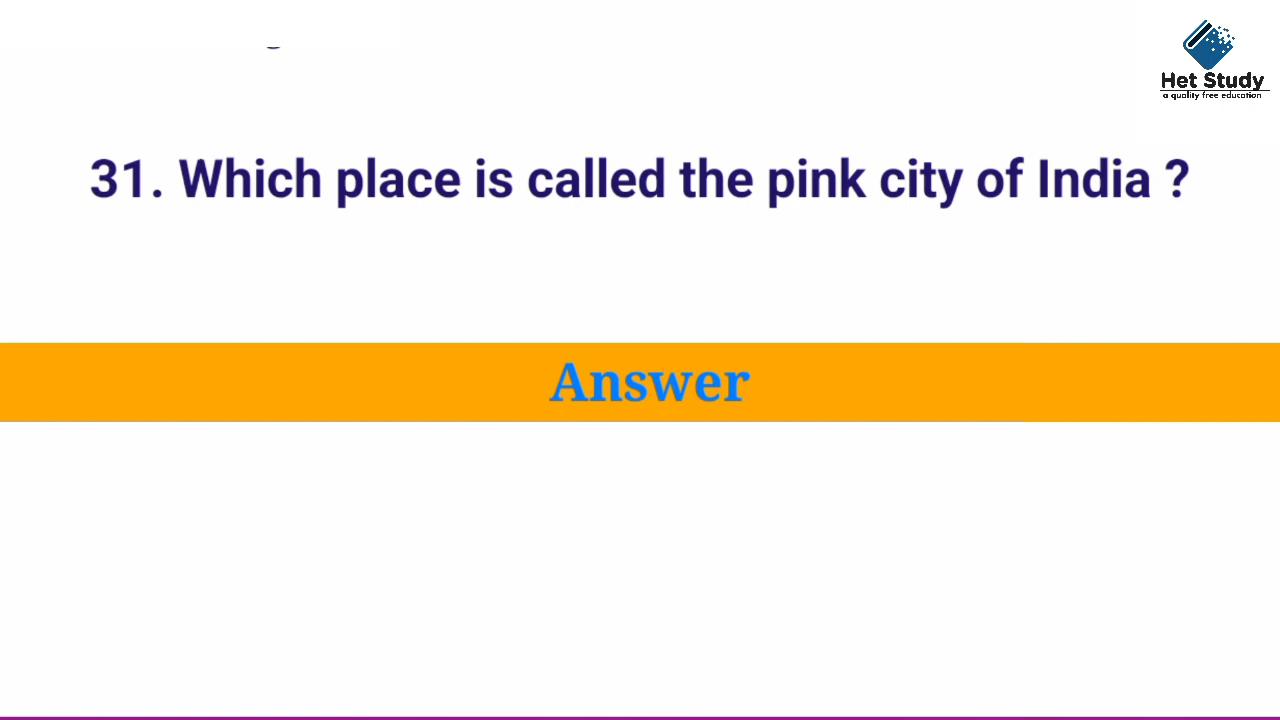 Het Study
a quality free education
31. Which place is called the pink city of India ?
Answer